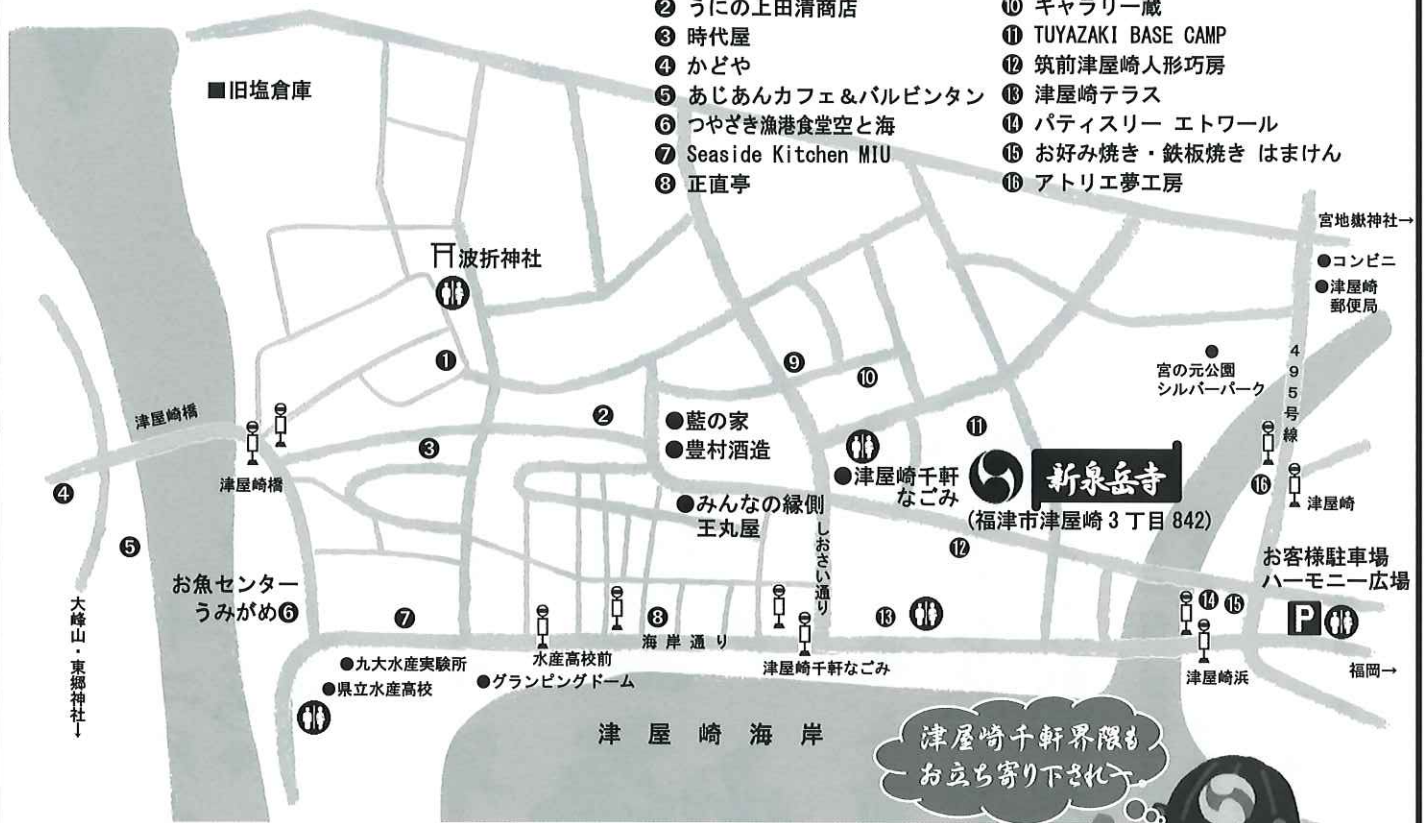 ❷ うにの上田清商店
❸ 時代屋
❹ かどや
❺ あじあんカフェ&バルビンタン
❻ つやざき漁港食堂空と海
❼ Seaside Kitchen MIU
❽ 正直亭
❿ ギャラリー蔵
⓫ TUYAZAKI BASE CAMP
⓬ 筑前津屋崎人形巧房
⓭ 津屋崎テラス
⓮ パティスリー エトワール
⓯ お好み焼き・鉄板焼き はまけん
⓰ アトリエ夢工房
■旧塩倉庫
波折神社
宮地嶽神社→
●コンビニ
●津屋崎
郵便局
495号線
宮の元公園
シルバーパーク
❶
❾
❿
❷
●藍の家
●豊村酒造
⓫
津屋崎橋
❸
津屋崎橋
❹
❺
●津屋崎千軒
なごみ
新泉岳寺
(福津市津屋崎3丁目842)
⓰
津屋崎
●みんなの縁側
王丸屋
しおさい通り
⓬
お客様駐車場
ハーモニー広場
P
お魚センター
うみがめ❻
❼
❽
⓭
⓮
⓯
海岸通り
大峰山・東郷神社→
●九大水産実験所
●県立水産高校
水産高校前
●グランピングドーム
津屋崎千軒なごみ
津屋崎浜
福岡→
津屋崎海岸
津屋崎千軒界隈も
お立ち寄り下され〜。